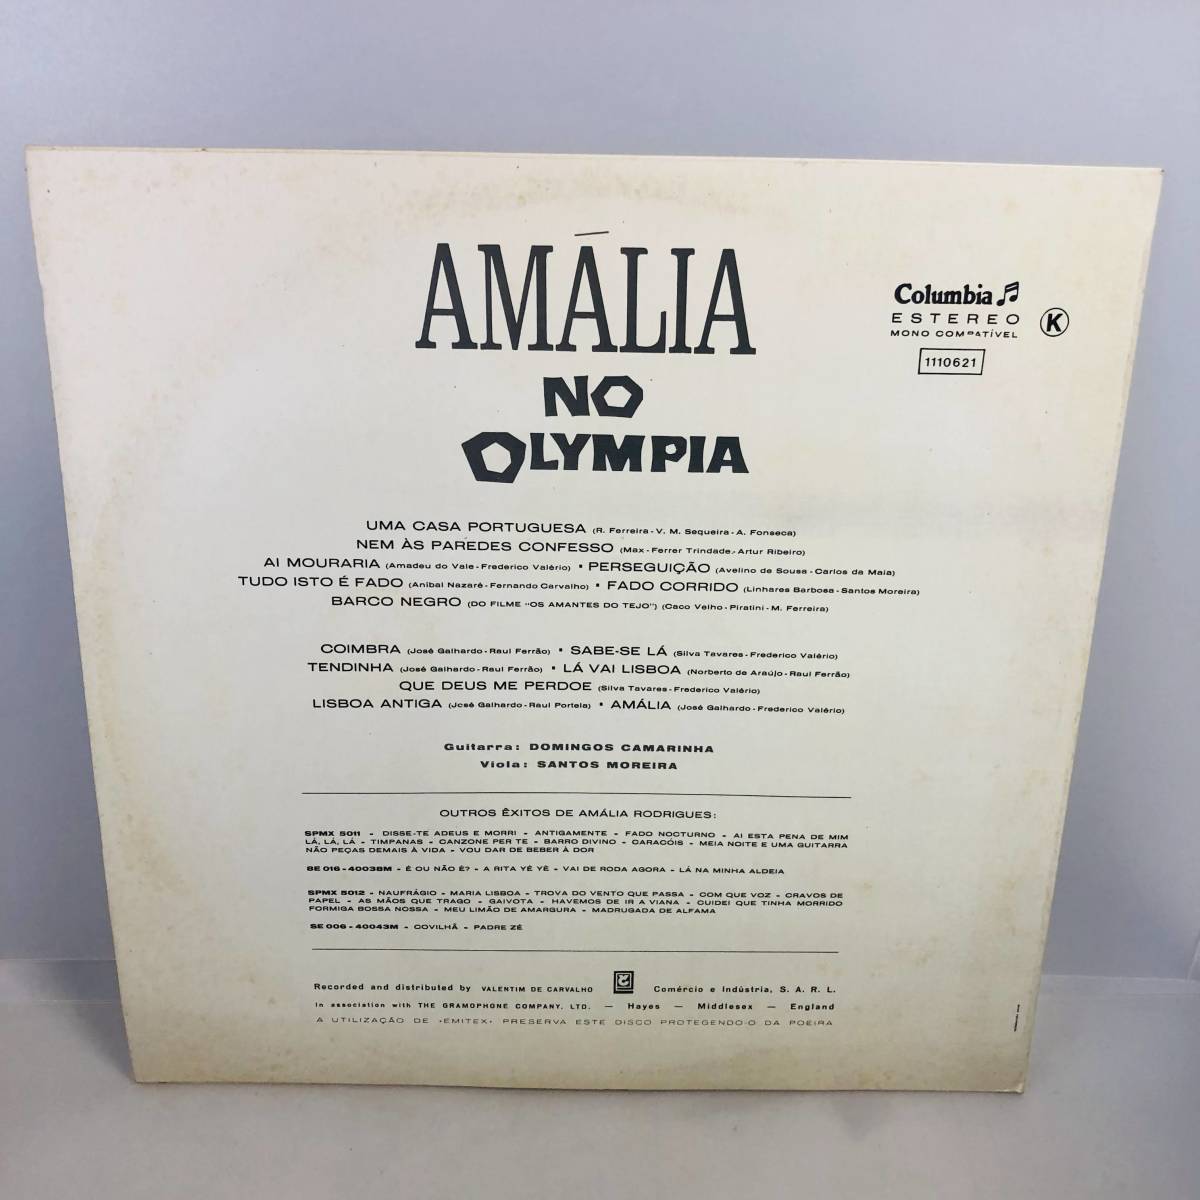 AMÁLIA
NO
OLYMPIA
Columbia
ESTEREO
MONO COMPATÍVEL
K
1110621
UMA CASA PORTUGUESA (R. Ferreira - V. M. Sequeira - A. Fonseca)
NEM ÀS PAREDES CONFESSO (Max - Ferrer Trindade - Artur Ribeiro)
AI MOURARIA (Amadeu do Vale - Frederico Valério) • PERSEGUIÇÃO (Avelino de Sousa - Carlos da Maia)
TUDO ISTO É FADO (Anibal Nazaré - Fernando Carvalho) • FADO CORRIDO (Linhares Barbosa - Santos Moreira)
BARCO NEGRO (DO FILME "OS AMANTES DO TEJO") (Caco Velho - Piratini - M. Ferreira)
COIMBRA (José Galhardo - Raul Ferrão) • SABE-SE LÁ (Silva Tavares - Frederico Valério)
TENDINHA (José Galhardo - Raul Ferrão) • LÁ VAI LISBOA (Norberto de Araújo - Raul Ferrão)
QUE DEUS ME PERDOE (Silva Tavares - Frederico Valério)
LISBOA ANTIGA (José Galhardo - Raul Portela) • AMÁLIA (José Galhardo - Frederico Valério)
Guitarra: DOMINGOS CAMARINHA
Viola: SANTOS MOREIRA
OUTROS ÊXITOS DE AMÁLIA RODRIGUES:
SPMX 5011 - DISSE-TE ADEUS E MORRI - ANTIGAMENTE - FADO NOCTURNO - AI ESTA PENA DE MIM
LÁ, LÁ, LÁ - TIMPANAS - CANZONE PER TE - BARRO DIVINO - CARACÓIS - MEIA NOITE E UMA GUITARRA
NÃO PEÇAS DEMAIS À VIDA - VOU DAR DE BEBER À DOR
8E 016 - 40038M - É OU NÃO É? - A RITA YÉ YÉ - VAI DE RODA AGORA - LÁ NA MINHA ALDEIA
SPMX 5012 - NAUFRÁGIO - MARIA LISBOA - TROVA DO VENTO QUE PASSA - COM QUE VOZ - CRAVOS DE
PAPEL - AS MÃOS QUE TRAGO - GAIVOTA - HAVEMOS DE IR A VIANA - CUIDEI QUE TINHA MORRIDO
FORMIGA BOSSA NOSSA - MEU LIMÃO DE AMARGURA - MADRUGADA DE ALFAMA
SE 006 - 40043M - COVILHÃ - PADRE ZÉ
Recorded and distributed by VALENTIM DE CARVALHO Comércio e Indústria, S. A. R. L.
In association with THE GRAMOPHONE COMPANY, LTD. — Hayes — Middlesex — England
A UTILIZAÇÃO DE «EMITEX» PRESERVA ESTE DISCO PROTEGENDO-O DA POEIRA